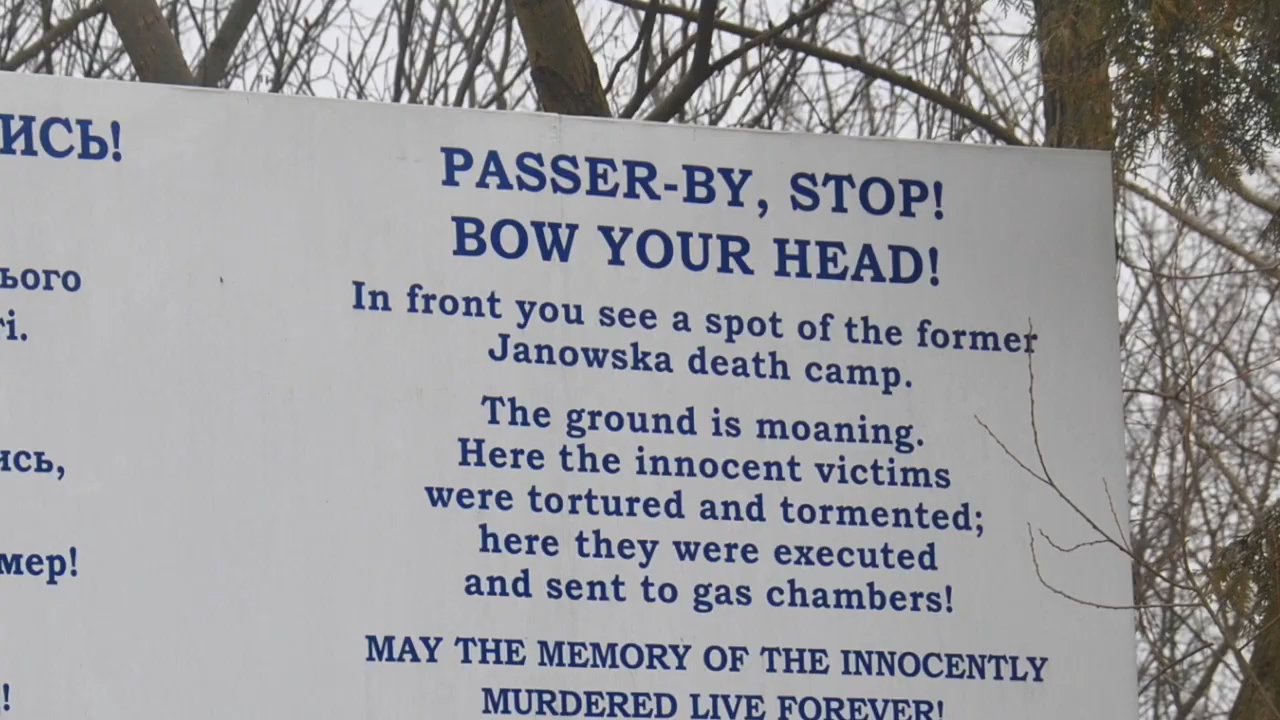 ИСЬ!
ього
гі.
ись,
мер!
!
PASSER-BY, STOP!
BOW YOUR HEAD!
In front you see a spot of the former
Janowska death camp.
The ground is moaning.
Here the innocent victims
were tortured and tormented;
here they were executed
and sent to gas chambers!
MAY THE MEMORY OF THE INNOCENTLY
MURDERED LIVE FOREVER!